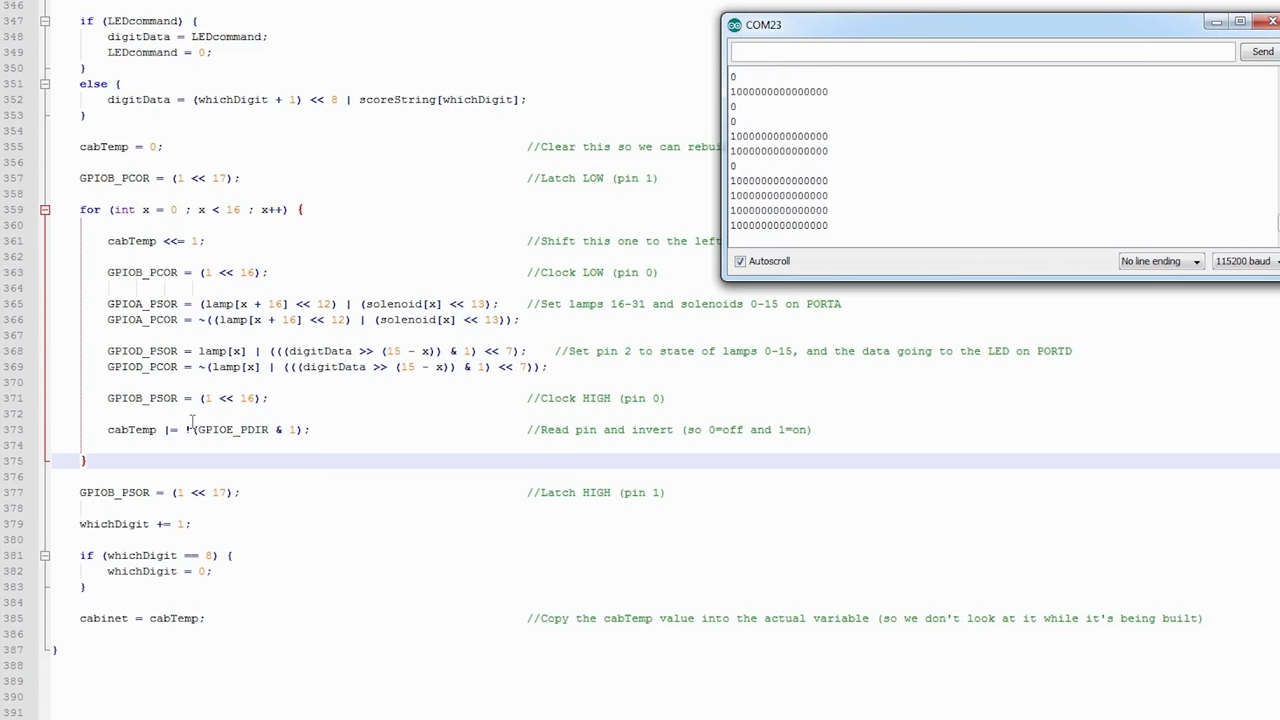 346
347 if (LEDcommand) {
348 digitData = LEDcommand;
349 LEDcommand = 0;
350 }
351 else {
352 digitData = (whichDigit + 1) << 8 | scoreString[whichDigit];
353 }
354
355 cabTemp = 0; //Clear this so we can rebui
356
357 GPIOB_PCOR = (1 << 17); //Latch LOW (pin 1)
358
359 for (int x = 0 ; x < 16 ; x++) {
360
361 cabTemp <<= 1; //Shift this one to the left
362
363 GPIOB_PCOR = (1 << 16); //Clock LOW (pin 0)
364
365 GPIOA_PSOR = (lamp[x + 16] << 12) | (solenoid[x] << 13); //Set lamps 16-31 and solenoids 0-15 on PORTA
366 GPIOA_PCOR = ~((lamp[x + 16] << 12) | (solenoid[x] << 13));
367
368 GPIOD_PSOR = lamp[x] | (((digitData >> (15 - x)) & 1) << 7); //Set pin 2 to state of lamps 0-15, and the data going to the LED on PORTD
369 GPIOD_PCOR = ~(lamp[x] | (((digitData >> (15 - x)) & 1) << 7));
370
371 GPIOB_PSOR = (1 << 16); //Clock HIGH (pin 0)
372
373 cabTemp |= !(GPIOE_PDIR & 1); //Read pin and invert (so 0=off and 1=on)
374
375 }
376
377 GPIOB_PSOR = (1 << 17); //Latch HIGH (pin 1)
378
379 whichDigit += 1;
380
381 if (whichDigit == 8) {
382 whichDigit = 0;
383 }
384
385 cabinet = cabTemp; //Copy the cabTemp value into the actual variable (so we don't look at it while it's being built)
386
387 }
388
389
390
391
COM23
Send
0
1000000000000000
0
0
1000000000000000
1000000000000000
0
1000000000000000
1000000000000000
1000000000000000
1000000000000000
Autoscroll
No line ending
115200 baud